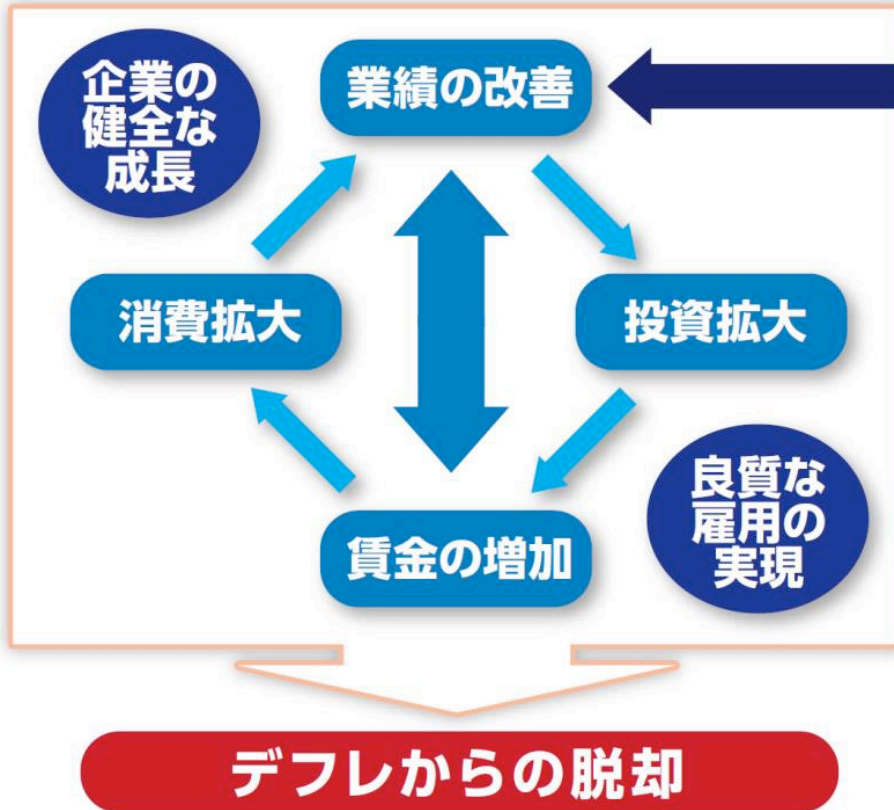 企業の
健全な
成長
業績の改善
消費拡大
投資拡大
賃金の増加
良質な
雇用の
実現
デフレからの脱却